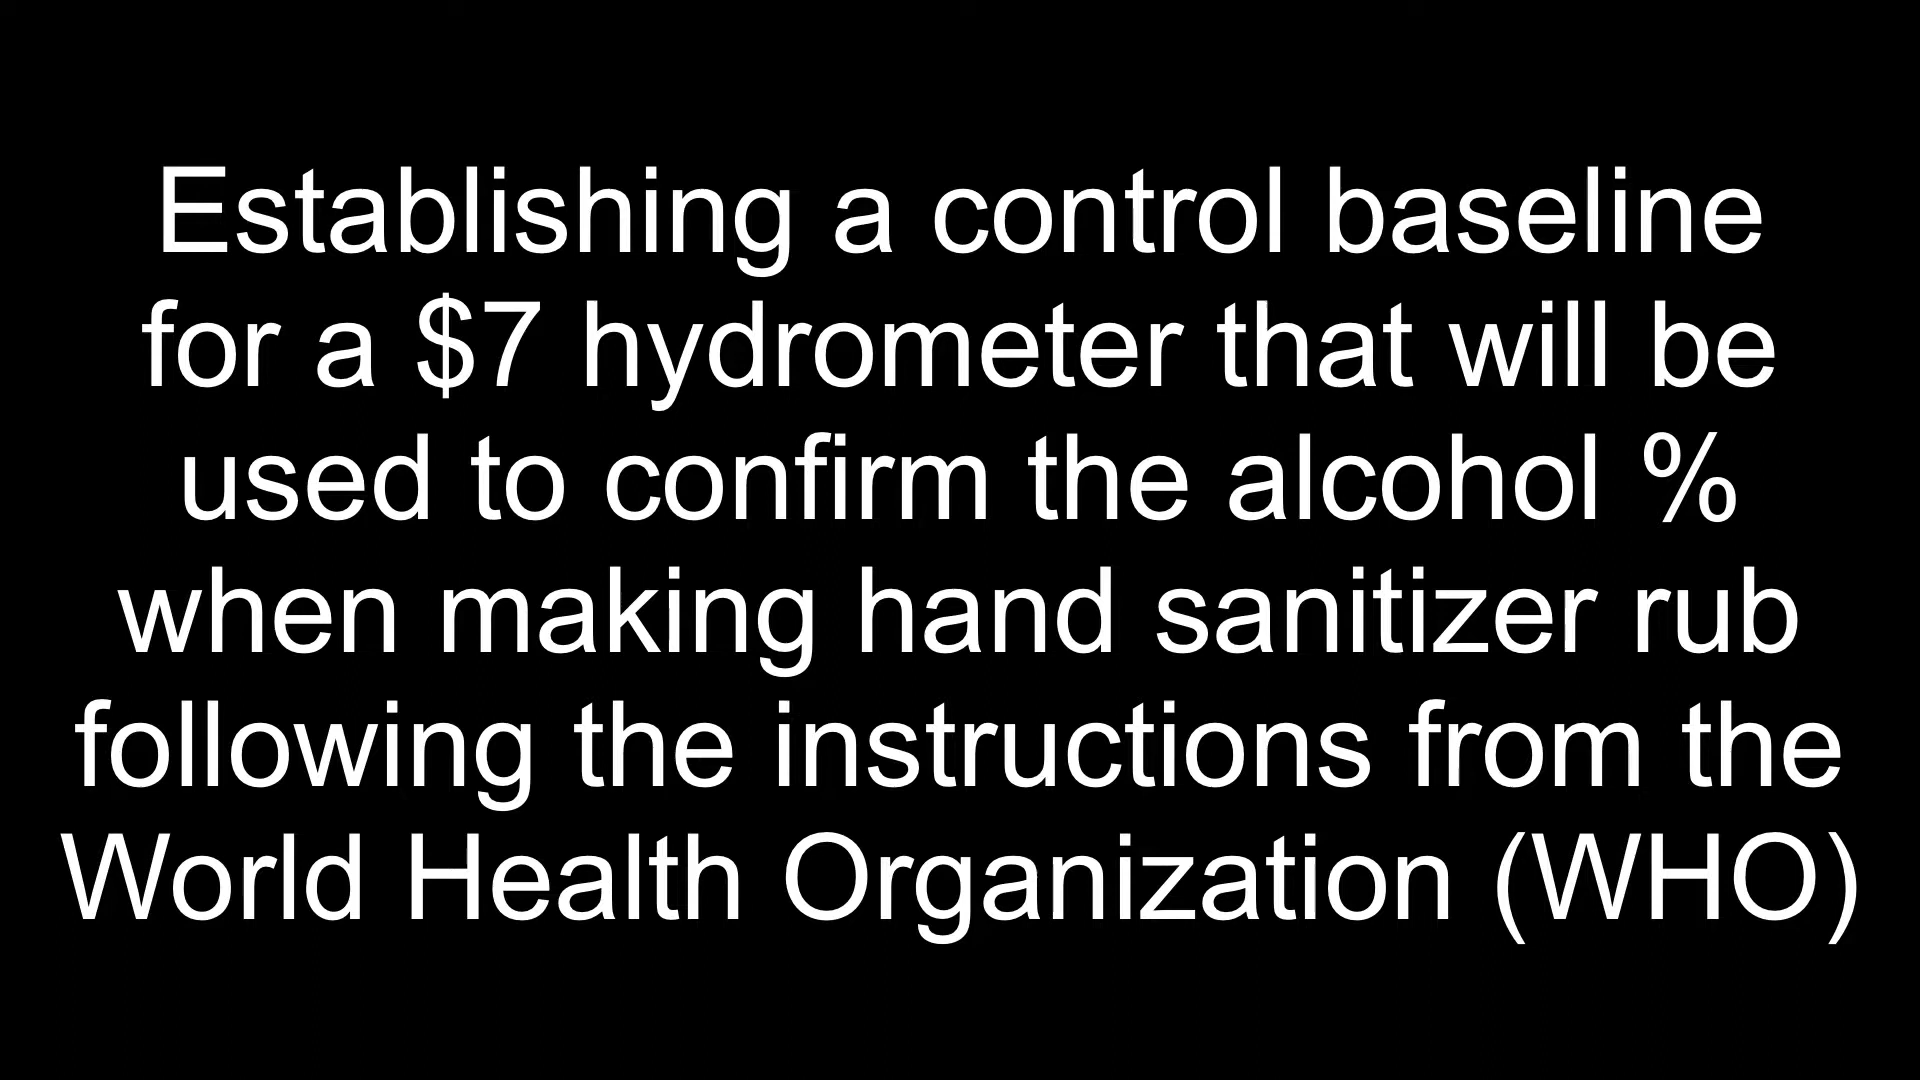 Establishing a control baseline
for a $7 hydrometer that will be
used to confirm the alcohol %
when making hand sanitizer rub
following the instructions from the
World Health Organization (WHO)